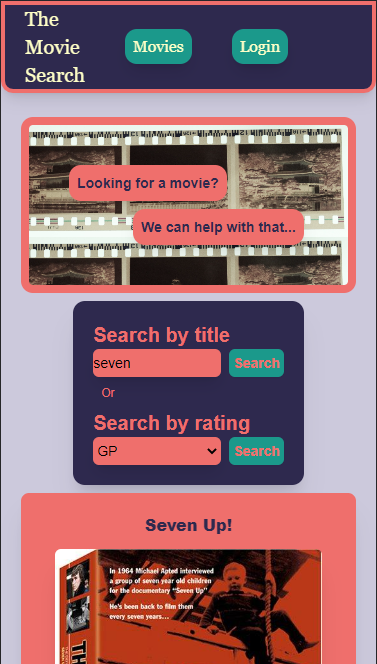 The
Movie
Search
Movies
Login
Looking for a movie?
We can help with that...
Search by title
seven
Search
Or
Search by rating
GP
Search
Seven Up!
In 1964 Michael Apted interviewed
a group of seven year old children
for the documentary "Seven Up"
He's been back to film them
every seven years...
TH